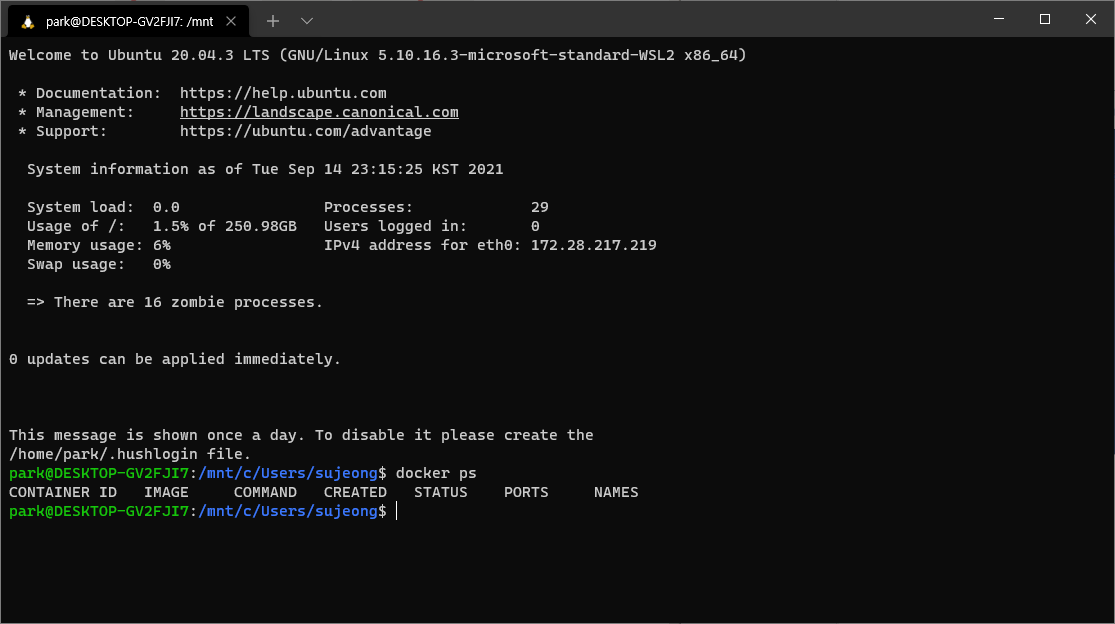 park@DESKTOP-GV2FJI7: /mnt
Welcome to Ubuntu 20.04.3 LTS (GNU/Linux 5.10.16.3-microsoft-standard-WSL2 x86_64)
* Documentation:  https://help.ubuntu.com
* Management:     https://landscape.canonical.com
* Support:        https://ubuntu.com/advantage
System information as of Tue Sep 14 23:15:25 KST 2021
System load:  0.0                Processes:             29
Usage of /:   1.5% of 250.98GB   Users logged in:       0
Memory usage: 6%                 IPv4 address for eth0: 172.28.217.219
Swap usage:   0%
=> There are 16 zombie processes.
0 updates can be applied immediately.
This message is shown once a day. To disable it please create the
/home/park/.hushlogin file.
park@DESKTOP-GV2FJI7:/mnt/c/Users/sujeong$ docker ps
CONTAINER ID   IMAGE     COMMAND   CREATED   STATUS    PORTS     NAMES
park@DESKTOP-GV2FJI7:/mnt/c/Users/sujeong$